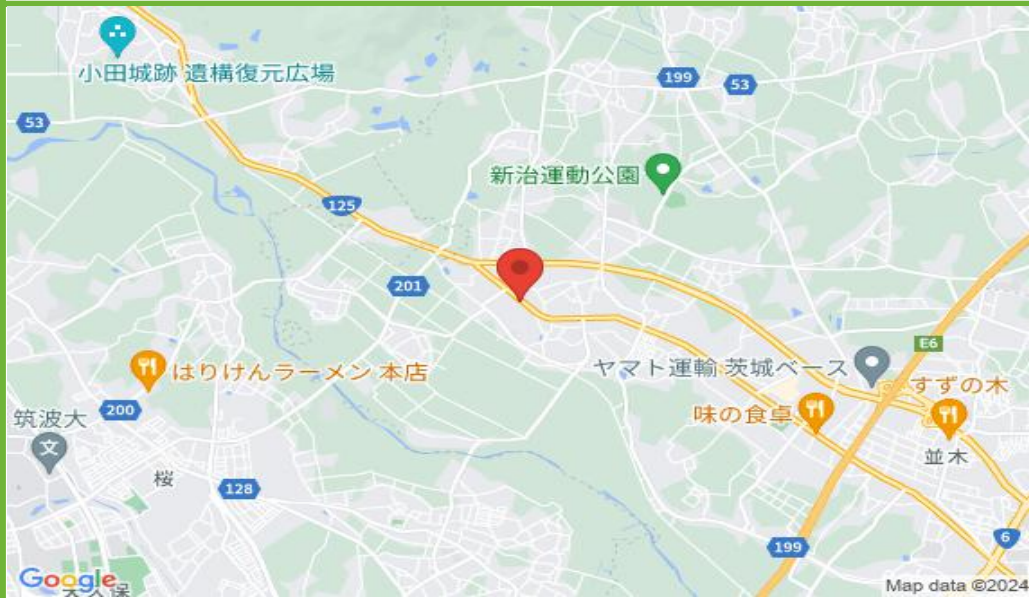 小田城跡 遺構復元広場
199
53
53
新治運動公園
125
201
E6
ヤマト運輸 茨城ベース
はりけんラーメン 本店
すずの木
200
味の食卓
筑波大
並木
桜
128
6
199
Google
大久保
Map data ©2024